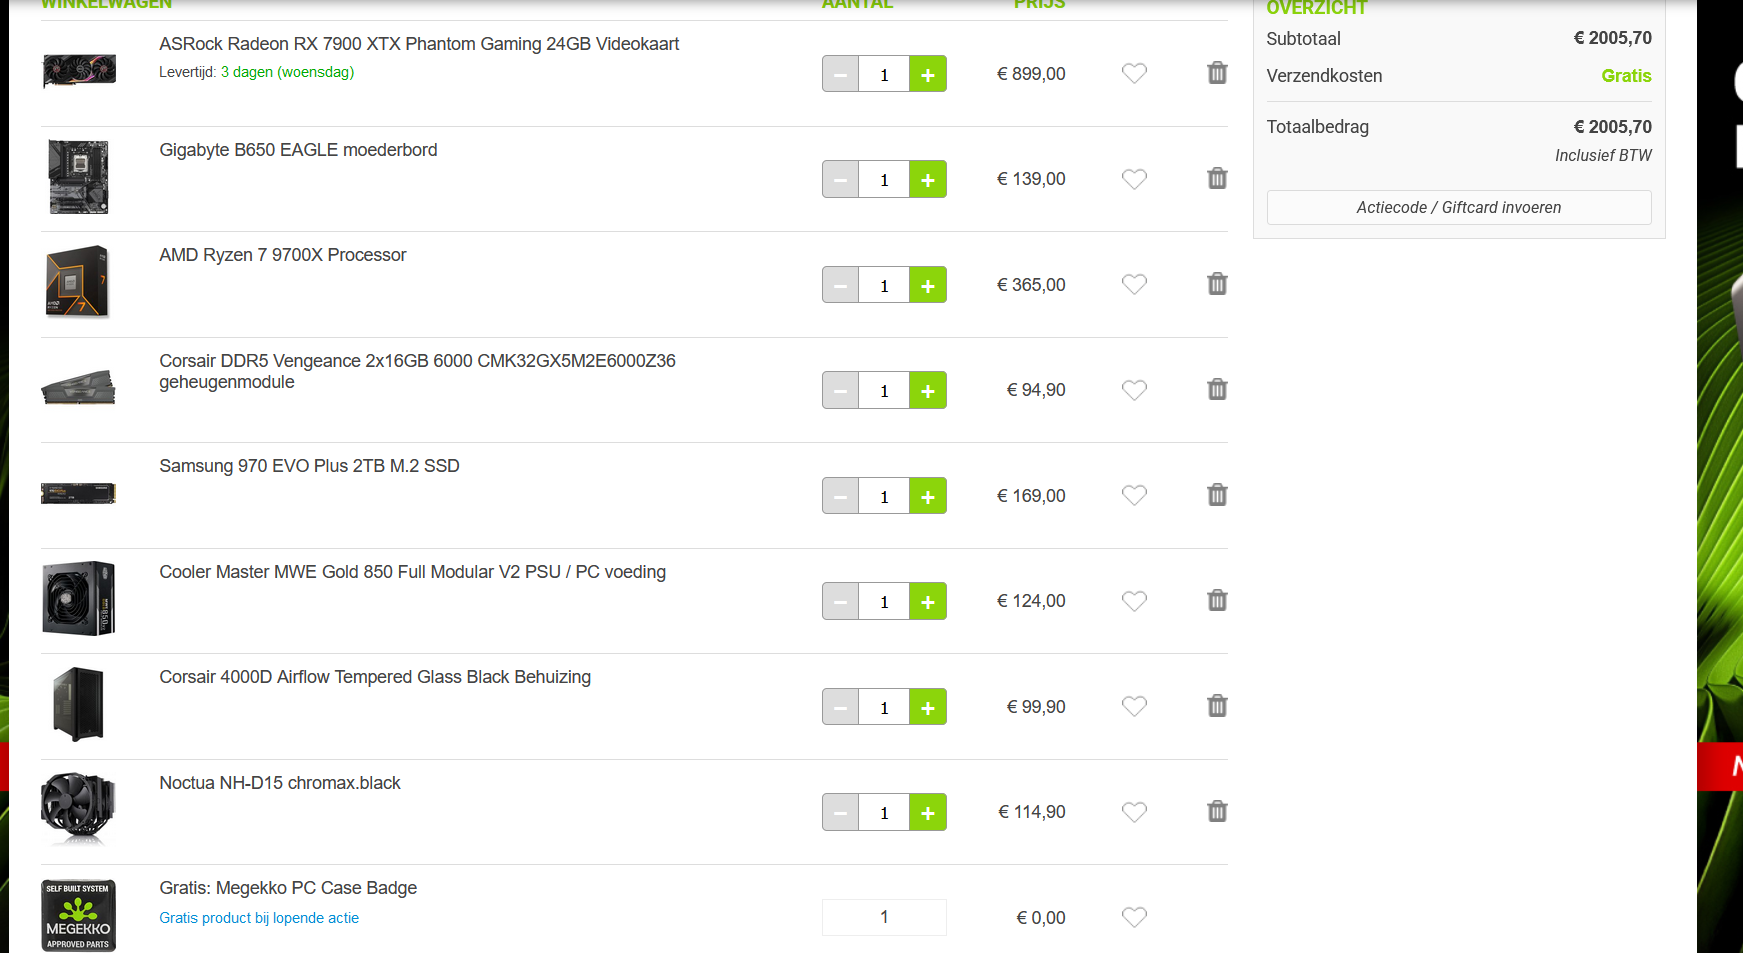 WINKELWAGEN AANTAL PRIJS
ASRock Radeon RX 7900 XTX Phantom Gaming 24GB Videokaart
Levertijd: 3 dagen (woensdag)
1 € 899,00
Gigabyte B650 EAGLE moederbord
1 € 139,00
AMD Ryzen 7 9700X Processor
1 € 365,00
Corsair DDR5 Vengeance 2x16GB 6000 CMK32GX5M2E6000Z36
geheugenmodule
1 € 94,90
Samsung 970 EVO Plus 2TB M.2 SSD
1 € 169,00
Cooler Master MWE Gold 850 Full Modular V2 PSU / PC voeding
1 € 124,00
Corsair 4000D Airflow Tempered Glass Black Behuizing
1 € 99,90
Noctua NH-D15 chromax.black
1 € 114,90
SELF BUILT SYSTEM
MEGEKKO
APPROVED PARTS
Gratis: Megekko PC Case Badge
Gratis product bij lopende actie
1 € 0,00
OVERZICHT
Subtotaal € 2005,70
Verzendkosten Gratis
Totaalbedrag € 2005,70
Inclusief BTW
Actiecode / Giftcard invoeren